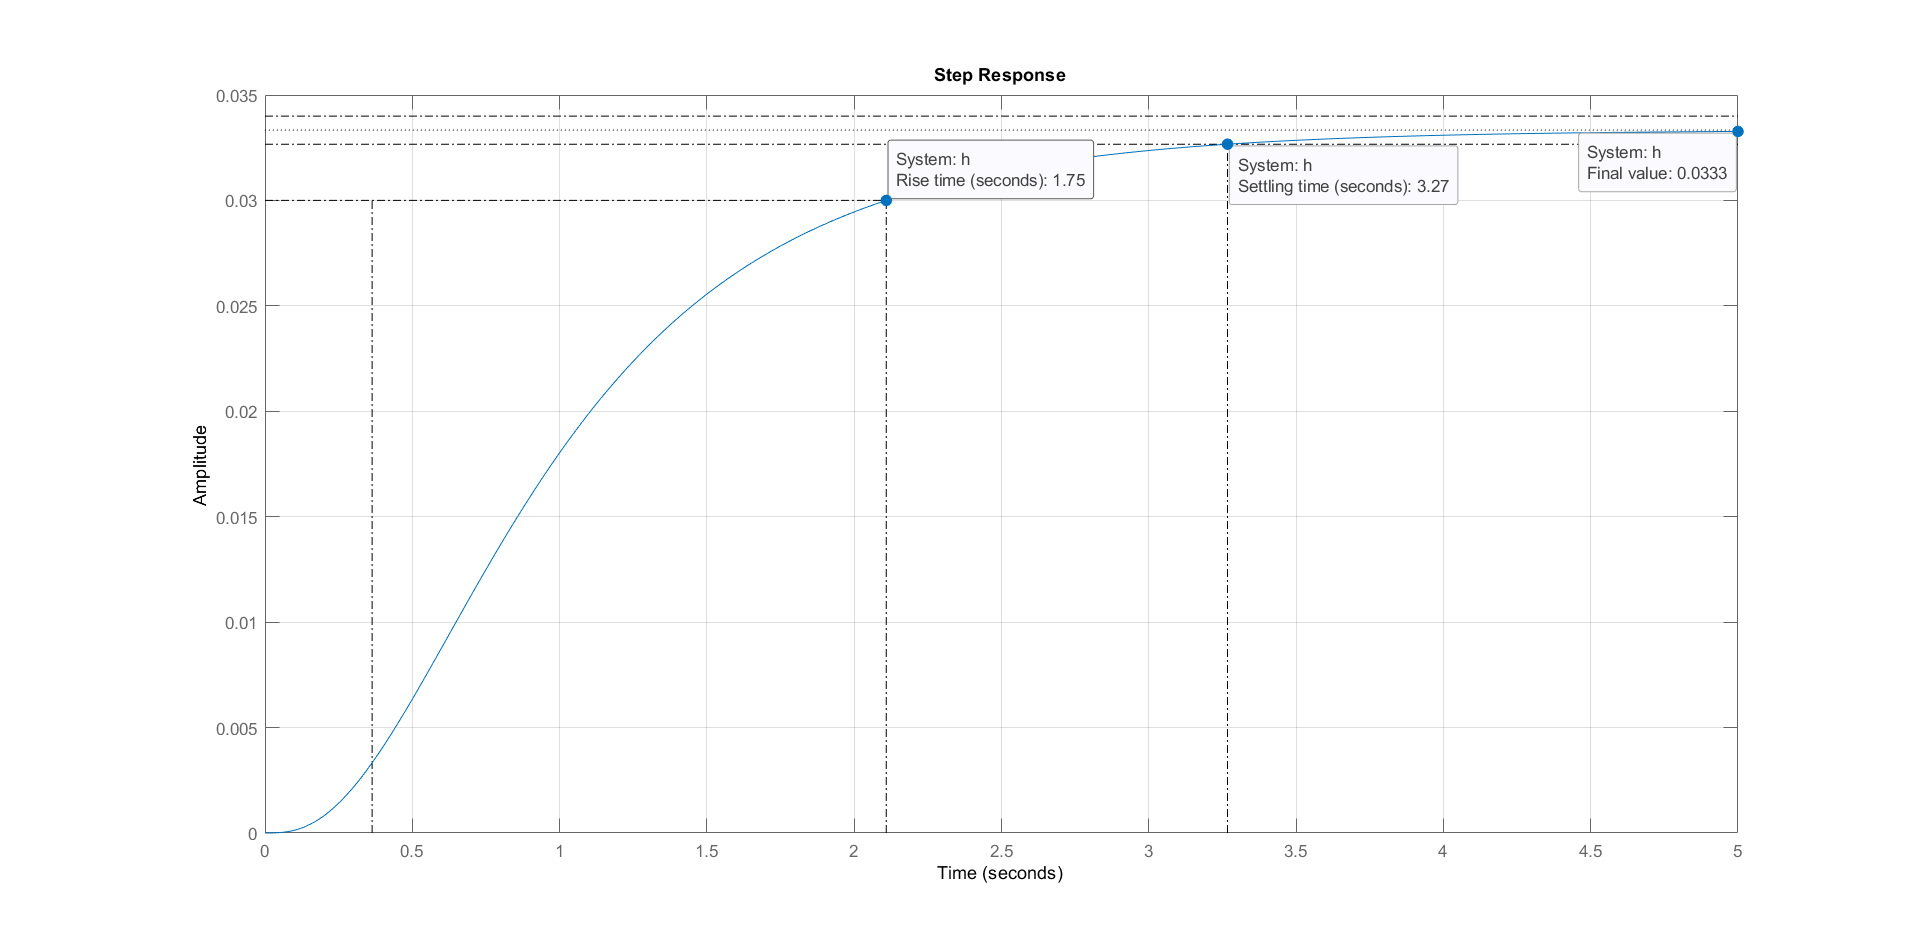 Step Response
0.035
0.03
0.025
0.02
0.015
0.01
0.005
0
Amplitude
System: h
Rise time (seconds): 1.75
System: h
Settling time (seconds): 3.27
System: h
Final value: 0.0333
0 0.5 1 1.5 2 2.5 3 3.5 4 4.5 5
Time (seconds)